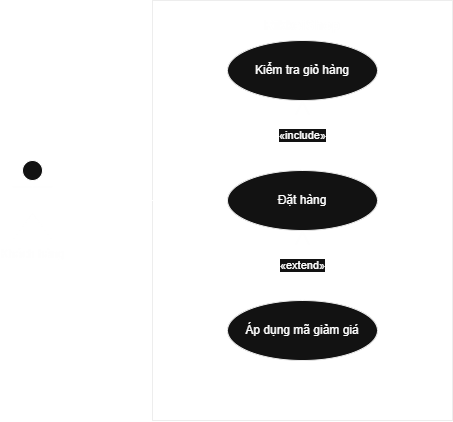 Kiểm tra giỏ hàng
«include»
Đặt hàng
«extend»
Áp dụng mã giảm giá